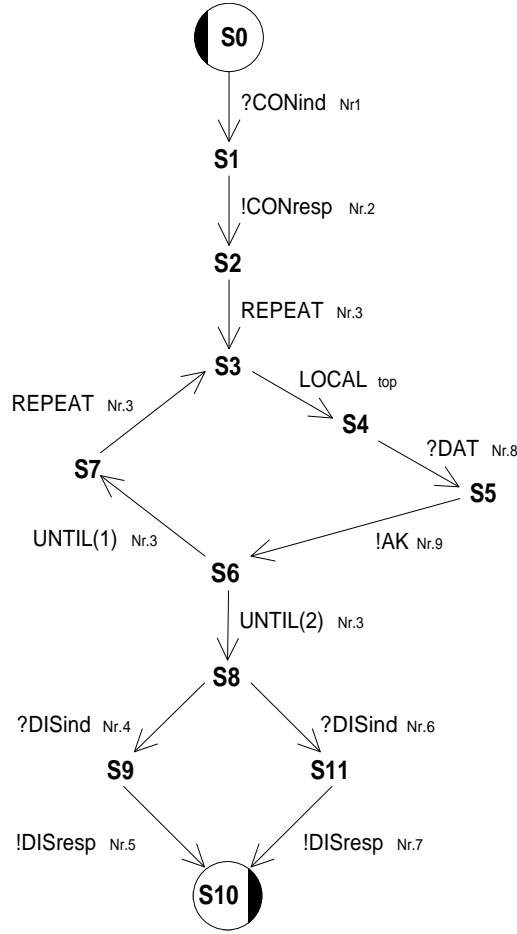 S0
?CONind Nr1
S1
!CONresp Nr.2
S2
REPEAT Nr.3
S3
LOCAL top
REPEAT Nr.3
S4
?DAT Nr.8
S7
S5
UNTIL(1) Nr.3
!AK Nr.9
S6
UNTIL(2) Nr.3
S8
?DISind Nr.4
?DISind Nr.6
S9
S11
!DISresp Nr.5
!DISresp Nr.7
S10